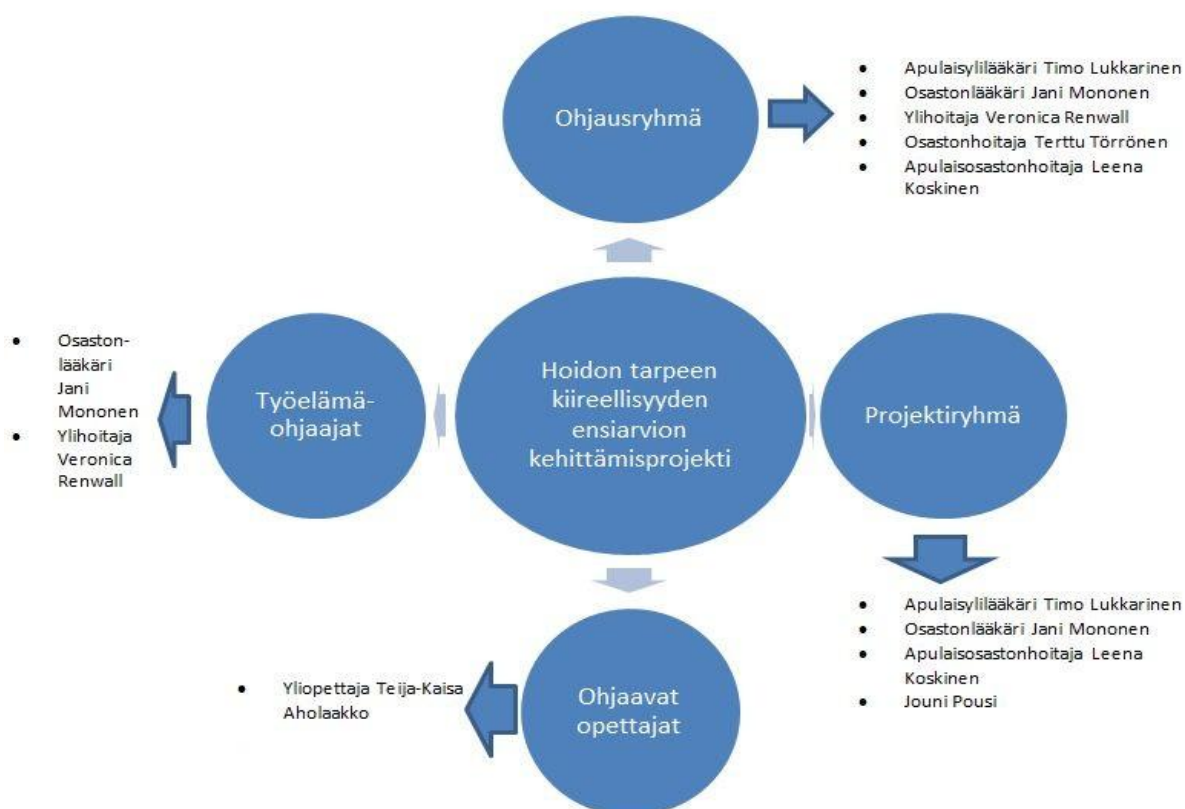 Ohjausryhmä
• Apulaisylilääkäri Timo Lukkarinen
• Osastonlääkäri Jani Mononen
• Ylihoitaja Veronica Renwall
• Osastonhoitaja Terttu Törrönen
• Apulaisosastonhoitaja Leena
Koskinen
• Osaston-
lääkäri
Jani
Mononen
• Ylihoitaja
Veronica
Renwall
Työelämä-
ohjaajat
Hoidon tarpeen
kiireellisyyden
ensiarvion
kehittämisprojekti
Projektiryhmä
• Apulaisylilääkäri Timo Lukkarinen
• Osastonlääkäri Jani Mononen
• Apulaisosastonhoitaja Leena
Koskinen
• Jouni Pousi
• Yliopettaja Teija-Kaisa
Aholaakko
Ohjaavat
opettajat